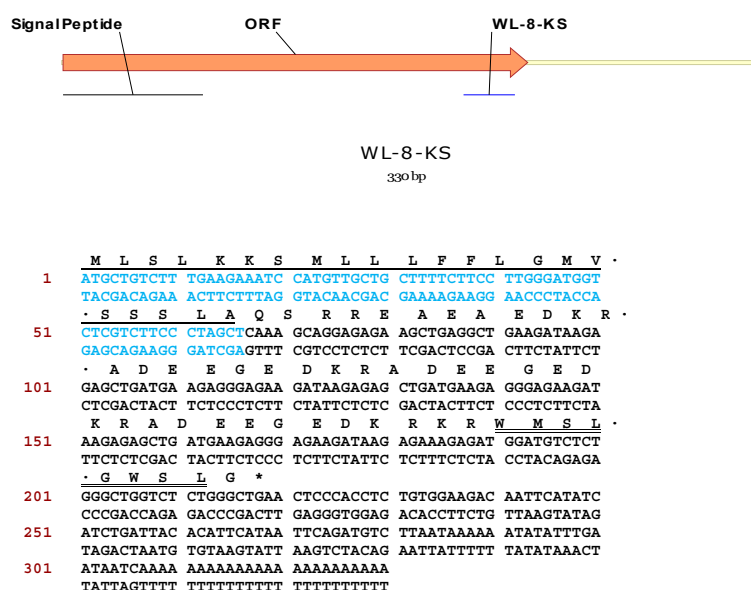 SignalPeptide ORF WL-8-KS
WL-8-KS
330 bp
M L S L K K S M L L L F F L G M V ·
1 ATGCTGTCTT TGAAGAAATC CATGTTGCTG CTTTTCTTCC TTGGGATGGT
TACGACAGAA ACTTCTTTAG GTACAACGAC GAAAAGAAGG AACCCTACCA
· S S S L A Q S R R E A E A E D K R ·
51 CTCGTCTTCC CTAGCTCAAA GCAGGAGAGA AGCTGAGGCT GAAGATAAGA
GAGCAGAAGG GATCGAGTTT CGTCCTCTCT TCGACTCCGA CTTCTATTCT
· A D E E G E D K R A D E E G E D
101 GAGCTGATGA AGAGGGAGAA GATAAGAGAG CTGATGAAGA GGGAGAAGAT
CTCGACTACT TCTCCCTCTT CTATTCTCTC GACTACTTCT CCCTCTTCTA
K R A D E E G E D K R K R W M S L ·
151 AAGAGAGCTG ATGAAGAGGG AGAAGATAAG AGAAAGAGAT GGATGTCTCT
TTCTCTCGAC TACTTCTCCC TCTTCTATTC TCTTTCTCTA CCTACAGAGA
· G W S L G *
201 GGGCTGGTCT CTGGGCTGAA CTCCCACCTC TGTGGAAGAC AATTCATATC
CCCGACCAGA GACCCGACTT GAGGGTGGAG ACACCTTCTG TTAAGTATAG
251 ATCTGATTAC ACATTCATAA TTCAGATGTC TTAATAAAAA ATATATTTGA
TAGACTAATG TGTAAGTATT AAGTCTACAG AATTATTTTT TATATAAACT
301 ATAATCAAAA AAAAAAAAAA AAAAAAAAAA
TATTAGTTTT TTTTTTTTTT TTTTTTTTTT